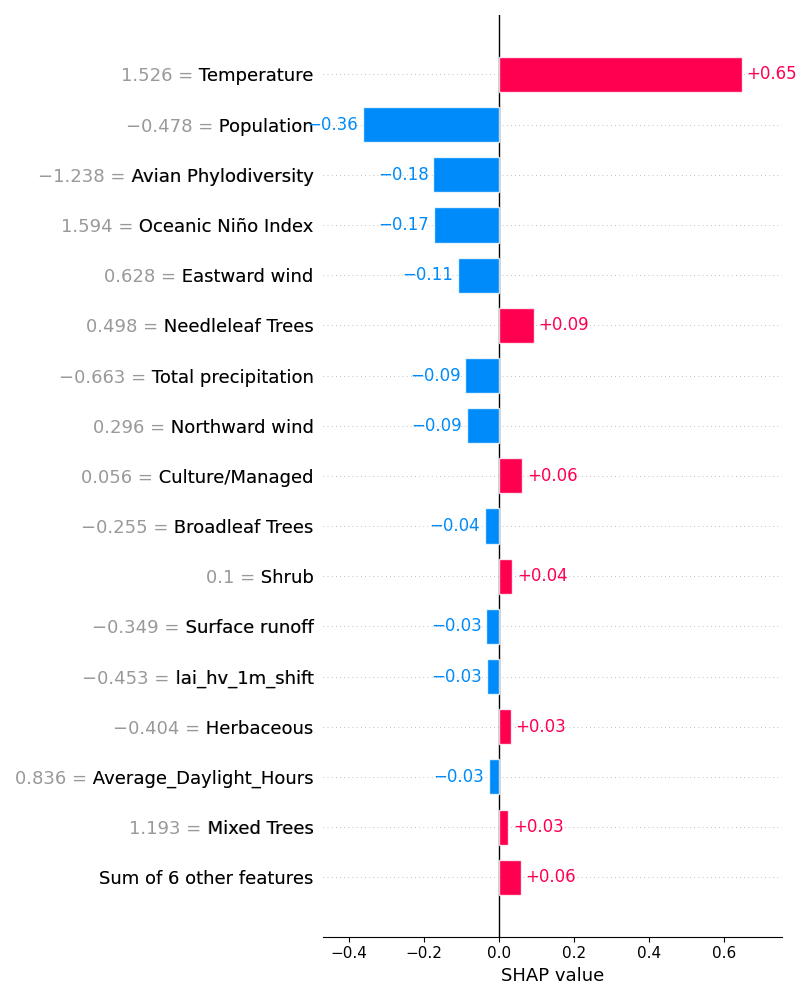 1.526 = Temperature +0.65
−0.478 = Population −0.36
−1.238 = Avian Phylodiversity −0.18
1.594 = Oceanic Niño Index −0.17
0.628 = Eastward wind −0.11
0.498 = Needleleaf Trees +0.09
−0.663 = Total precipitation −0.09
0.296 = Northward wind −0.09
0.056 = Culture/Managed +0.06
−0.255 = Broadleaf Trees −0.04
0.1 = Shrub +0.04
−0.349 = Surface runoff −0.03
−0.453 = lai_hv_1m_shift −0.03
−0.404 = Herbaceous +0.03
0.836 = Average_Daylight_Hours −0.03
1.193 = Mixed Trees +0.03
Sum of 6 other features +0.06
−0.4 −0.2 0.0 0.2 0.4 0.6
SHAP value